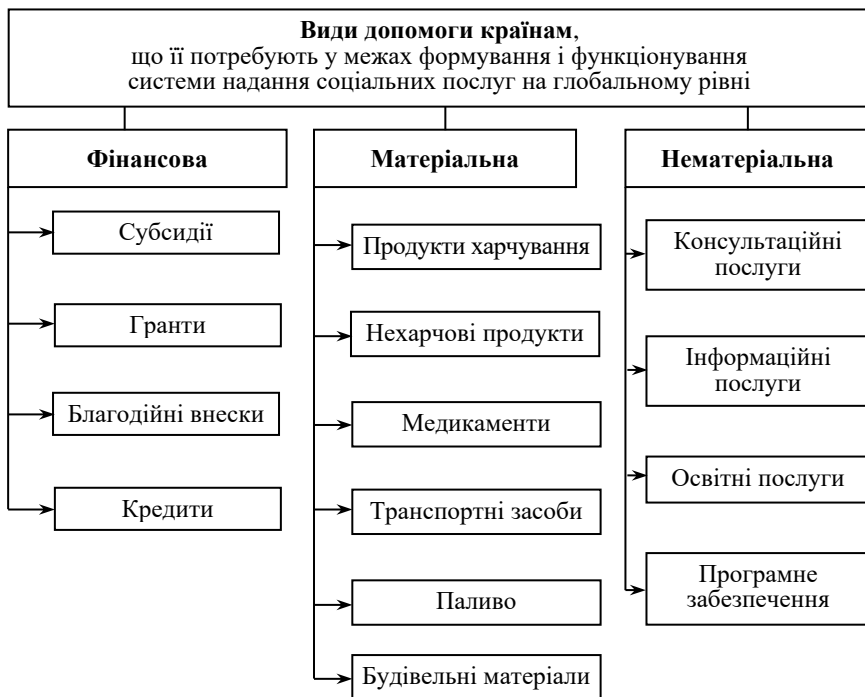 Види допомоги країнам,
що її потребують у межах формування і функціонування
системи надання соціальних послуг на глобальному рівні
Фінансова
Субсидії
Гранти
Благодійні внески
Кредити
Матеріальна
Продукти харчування
Нехарчові продукти
Медикаменти
Транспортні засоби
Паливо
Будівельні матеріали
Нематеріальна
Консультаційні
послуги
Інформаційні
послуги
Освітні послуги
Програмне
забезпечення